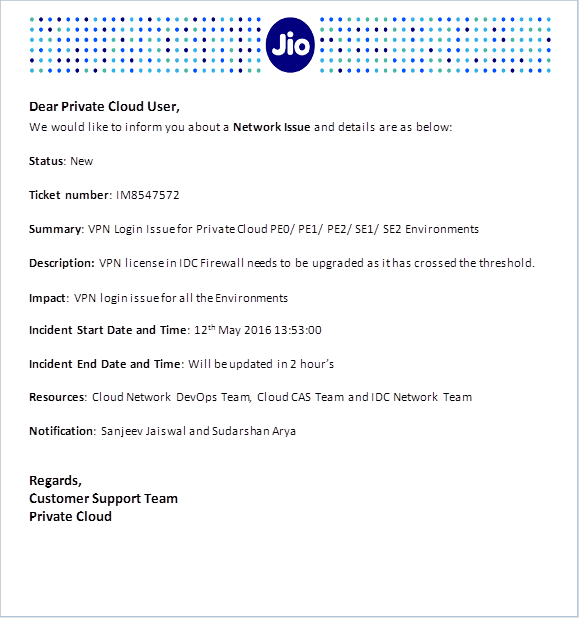 Jio
Dear Private Cloud User,
We would like to inform you about a Network Issue and details are as below:
Status: New
Ticket number: IM8547572
Summary: VPN Login Issue for Private Cloud PE0/ PE1/ PE2/ SE1/ SE2 Environments
Description: VPN license in IDC Firewall needs to be upgraded as it has crossed the threshold.
Impact: VPN login issue for all the Environments
Incident Start Date and Time: 12th May 2016 13:53:00
Incident End Date and Time: Will be updated in 2 hour’s
Resources: Cloud Network DevOps Team, Cloud CAS Team and IDC Network Team
Notification: Sanjeev Jaiswal and Sudarshan Arya
Regards,
Customer Support Team
Private Cloud